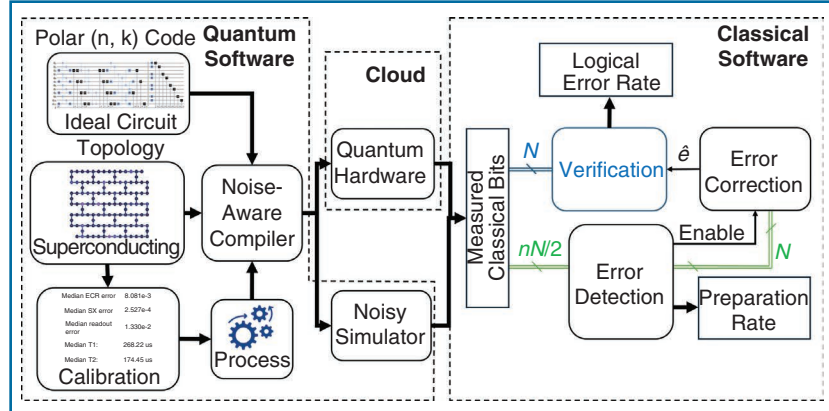 Polar (n, k) Code
Quantum
Software
Ideal Circuit
Topology
Superconducting
Noise-
Aware
Compiler
Median ECR error 8.081e-3
Median SX error 2.527e-4
Median readout
error 1.330e-2
Median T1: 268.22 us
Median T2: 174.45 us
Calibration
Process
Cloud
Quantum
Hardware
Noisy
Simulator
Classical
Software
Measured
Classical Bits
Logical
Error Rate
N
Verification
ê
Error
Correction
nN/2
Error
Detection
Enable
N
Preparation
Rate